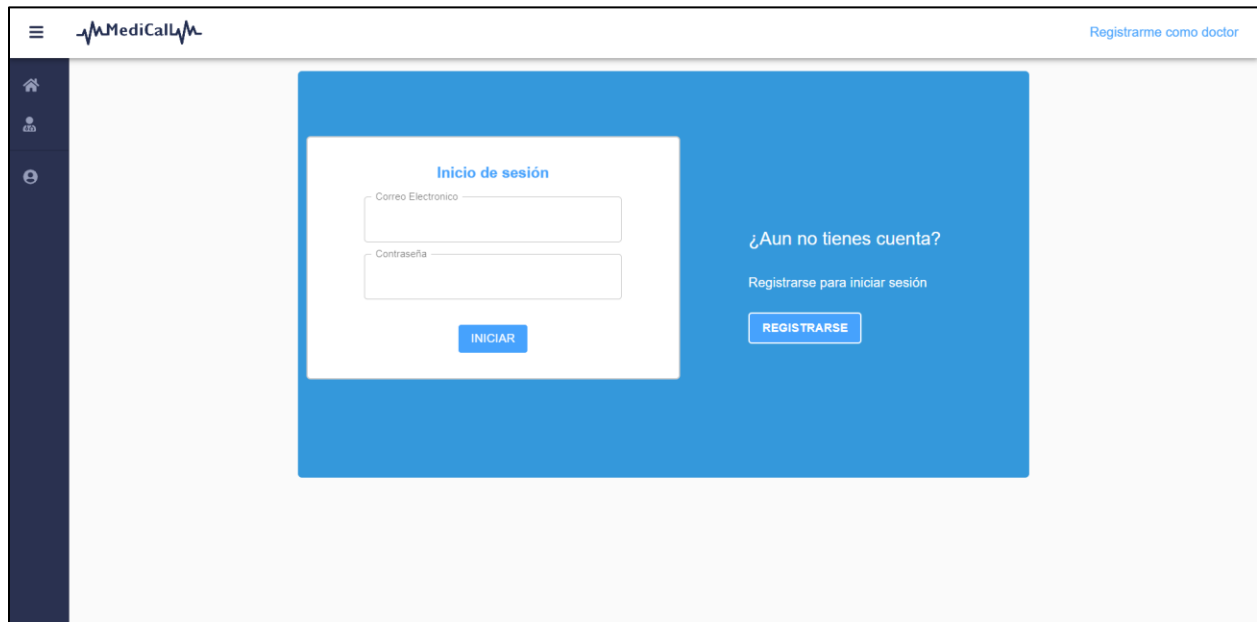 MediCall
Registrarme como doctor
Inicio de sesión
Correo Electronico
Contraseña
INICIAR
¿Aun no tienes cuenta?
Registrarse para iniciar sesión
REGISTRARSE